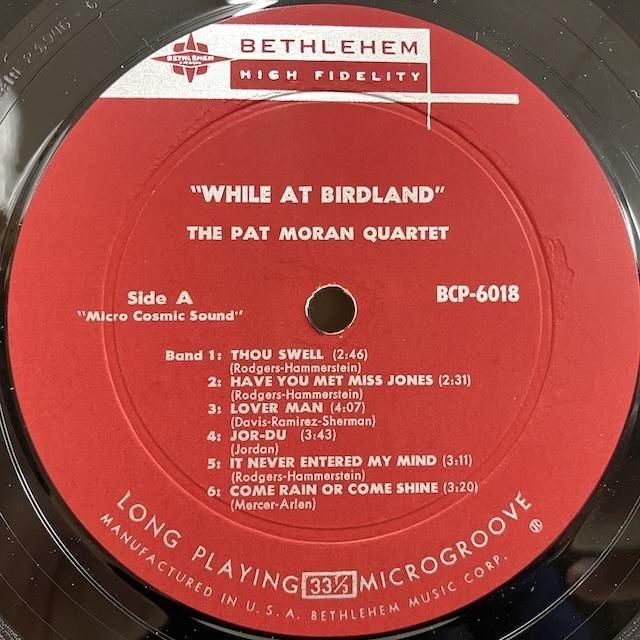 BETHLEHEM
BETHLEHEM
HIGH FIDELITY
"WHILE AT BIRDLAND"
THE PAT MORAN QUARTET
Side A
BCP-6018
"Micro Cosmic Sound"
Band 1: THOU SWELL (2:46)
(Rodgers-Hammerstein)
2: HAVE YOU MET MISS JONES (2:31)
(Rodgers-Hammerstein)
3: LOVER MAN (4:07)
(Davis-Ramirez-Sherman)
4: JOR-DU (3:43)
(Jordan)
5: IT NEVER ENTERED MY MIND (3:11)
(Rodgers-Hammerstein)
6: COME RAIN OR COME SHINE (3:20)
(Mercer-Arlen)
LONG PLAYING 33⅓ MICROGROOVE ®
MANUFACTURED IN U.S.A. BETHLEHEM MUSIC CORP.